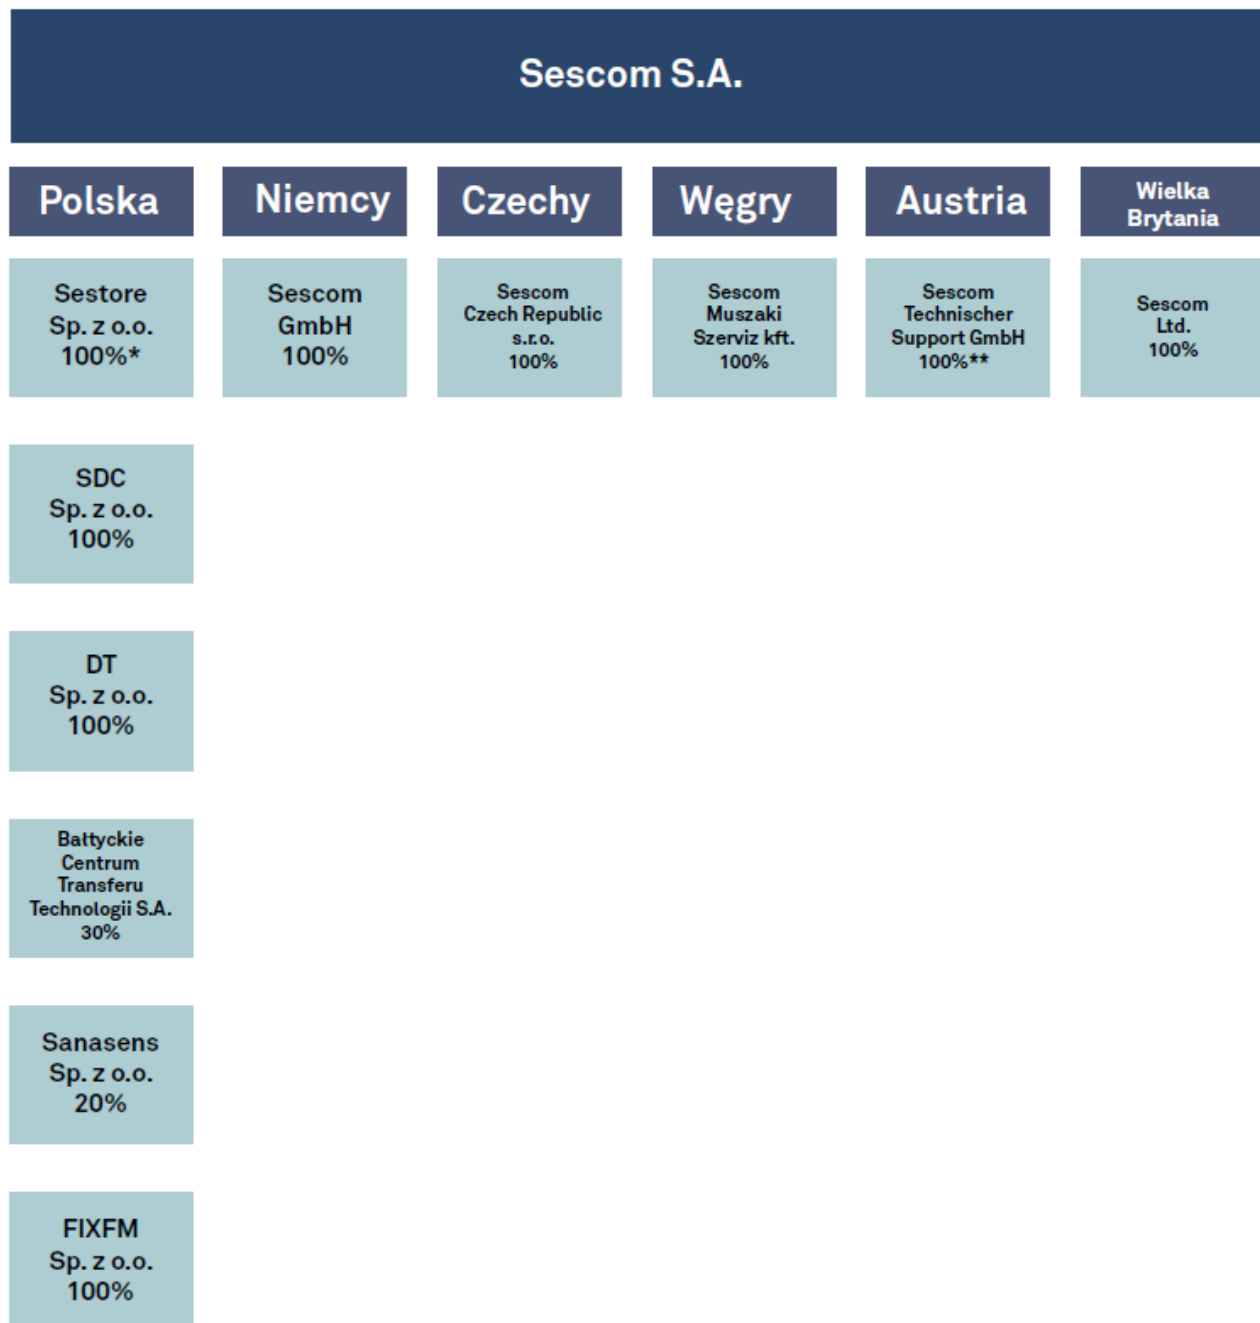 Sescom S.A.
Polska
Niemcy
Czechy
Węgry
Austria
Wielka
Brytania
Sestore
Sp. z o.o.
100%*
Sescom
GmbH
100%
Sescom
Czech Republic
s.r.o.
100%
Sescom
Muszaki
Szerviz kft.
100%
Sescom
Technischer
Support GmbH
100%**
Sescom
Ltd.
100%
SDC
Sp. z o.o.
100%
DT
Sp. z o.o.
100%
Bałtyckie
Centrum
Transferu
Technologii S.A.
30%
Sanasens
Sp. z o.o.
20%
FIXFM
Sp. z o.o.
100%